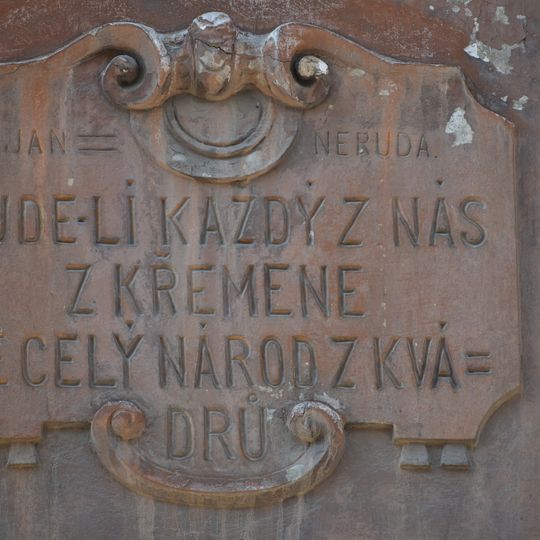 JAN = NERUDA.
UDE-LI KAŽDÝ Z NÁS
Z KŘEMENE
E CELÝ NÁROD Z KVÁ=
DRŮ